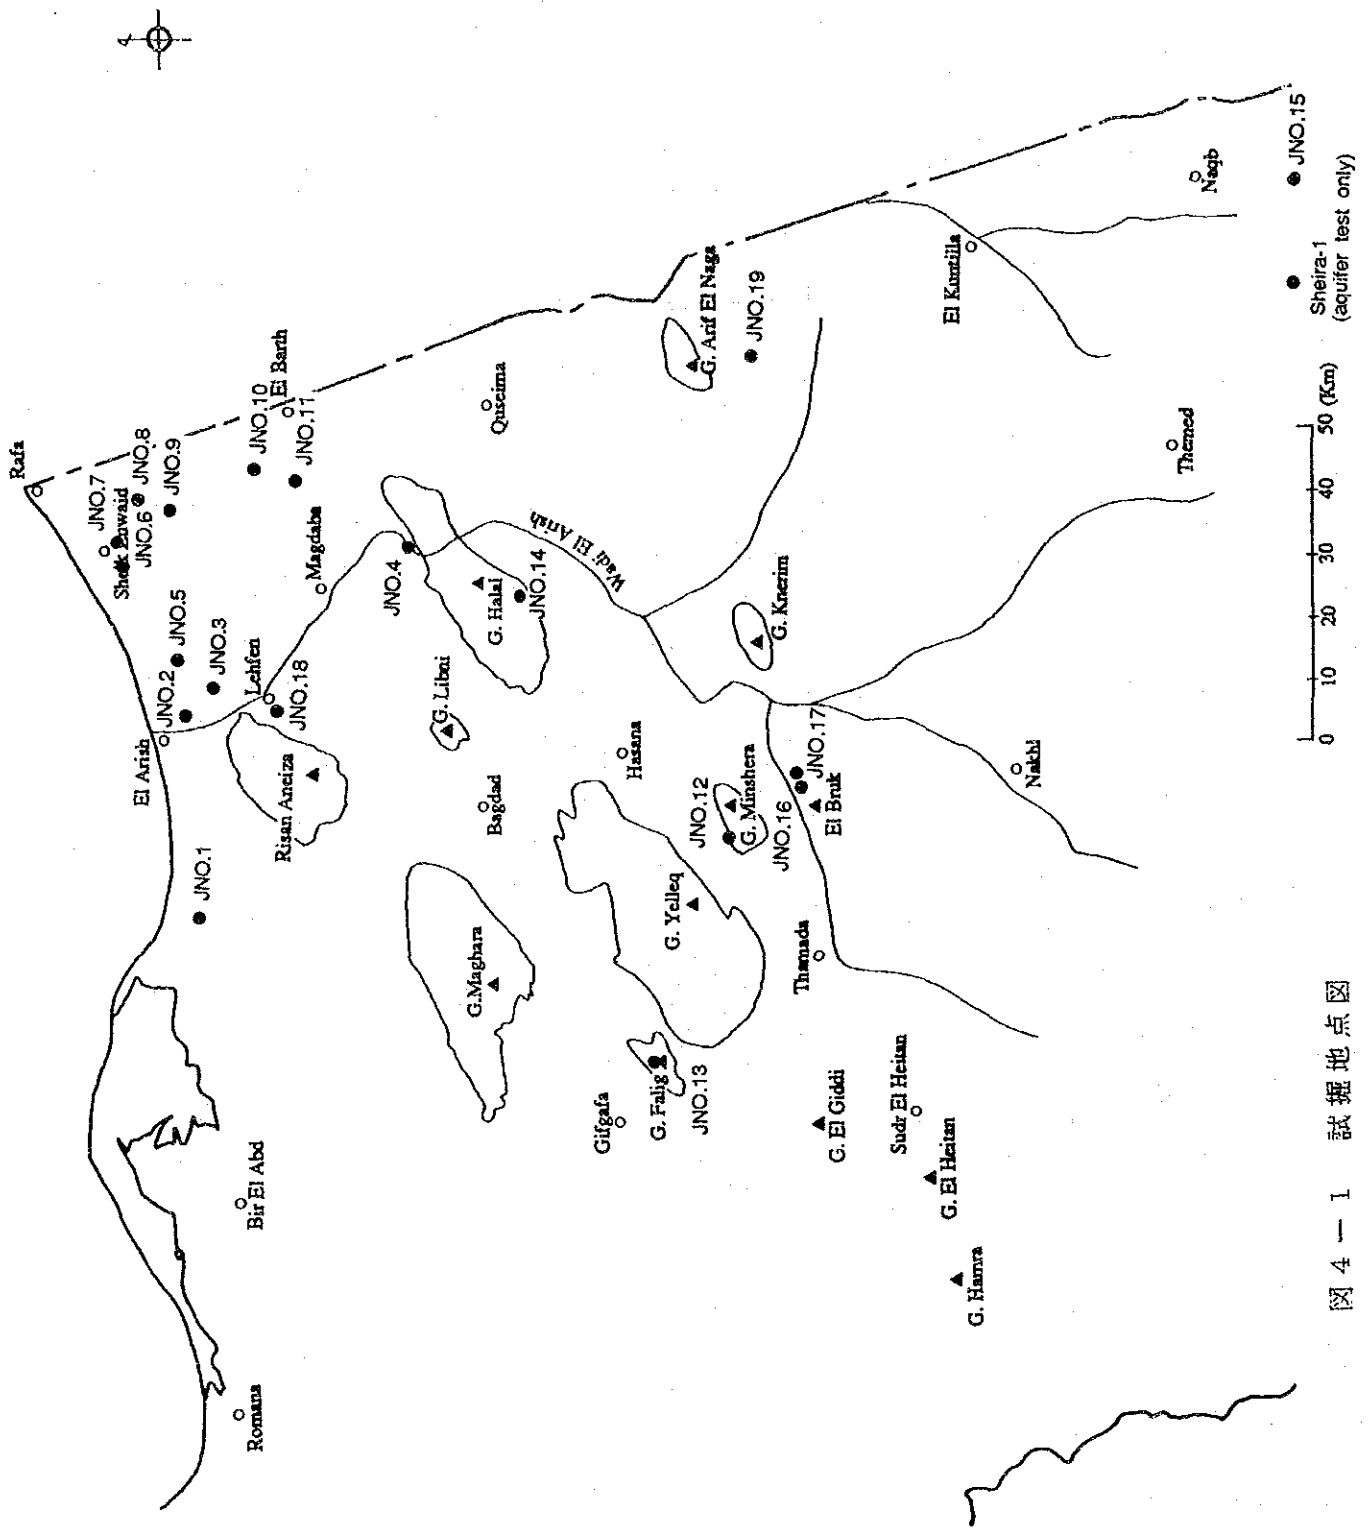 Rafa
JNO.7
Sheik Zuwaid
JNO.6
JNO.8
JNO.9
El Arish
JNO.2
JNO.5
JNO.3
JNO.1
Lehfen
JNO.18
JNO.10
El Barth
JNO.11
Magdaba
Risan Aneiza
JNO.4
Bir El Abd
Romana
G. Libni
G. Halal
JNO.14
Quseima
Bagdad
G.Maghara
Wadi El Arish
Hasana
Gifgafa
G. Falig
JNO.13
G. Yelleq
JNO.12
G. Minshera
G. Kherim
G. Arif El Naga
JNO.19
JNO.16
JNO.17
El Bruk
Thamada
G. El Giddi
Sudr El Heitan
G. El Heitan
G. Hamra
El Kuntilla
Nakhl
Themed
Naqb
JNO.15
Sheira-1
(aquifer test only)
0 10 20 30 40 50 (Km)
図 4 － 1 試掘地点図